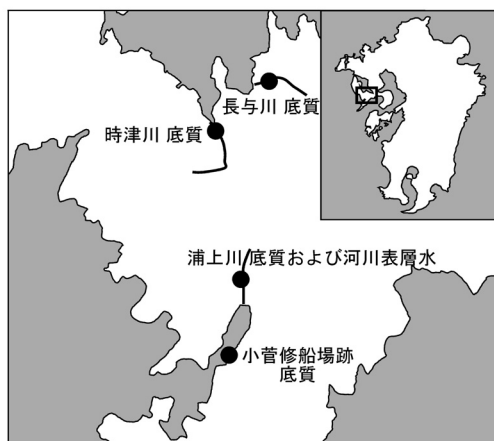 長与川 底質
時津川 底質
浦上川 底質および河川表層水
小菅修船場跡
底質